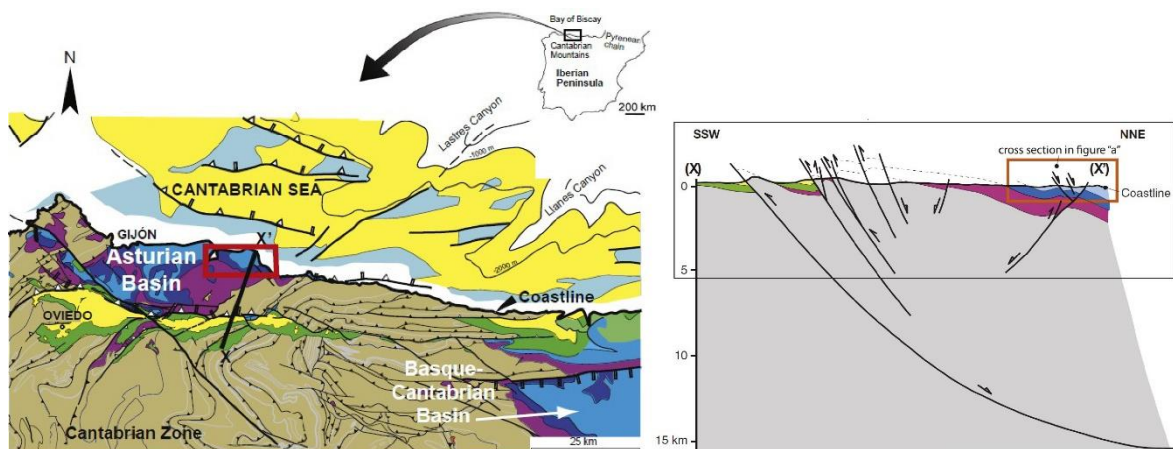 Bay of Biscay
Cantabrian
Mountains
Pyrenean
chain
Iberian
Peninsula
200 km
N
Lastres Canyon
-1000 m
CANTABRIAN SEA
Llanes Canyon
-2000 m
GIJÓN
X'
Asturian
Basin
Coastline
OVIEDO
X
Basque-
Cantabrian
Basin
Cantabrian Zone
25 km
SSW
NNE
cross section in figure "a"
(X)
(X')
0
Coastline
5
10
15 km